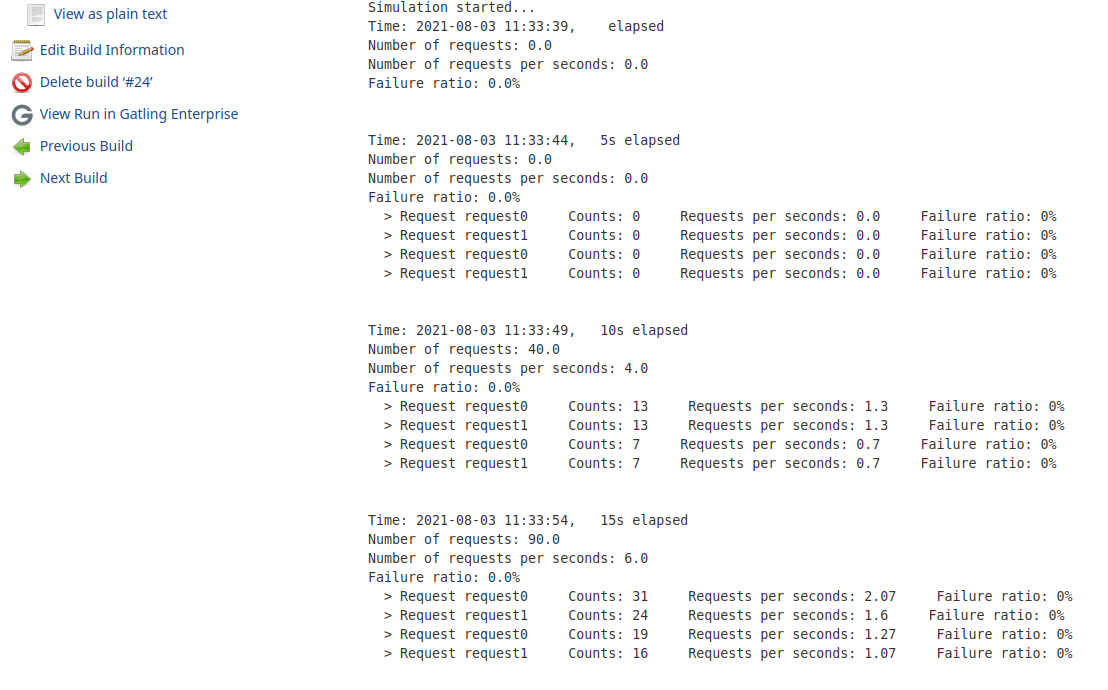 View as plain text
Edit Build Information
Delete build ‘#24’
View Run in Gatling Enterprise
Previous Build
Next Build
Simulation started...
Time: 2021-08-03 11:33:39,    elapsed
Number of requests: 0.0
Number of requests per seconds: 0.0
Failure ratio: 0.0%
Time: 2021-08-03 11:33:44,   5s elapsed
Number of requests: 0.0
Number of requests per seconds: 0.0
Failure ratio: 0.0%
  > Request request0     Counts: 0     Requests per seconds: 0.0     Failure ratio: 0%
  > Request request1     Counts: 0     Requests per seconds: 0.0     Failure ratio: 0%
  > Request request0     Counts: 0     Requests per seconds: 0.0     Failure ratio: 0%
  > Request request1     Counts: 0     Requests per seconds: 0.0     Failure ratio: 0%
Time: 2021-08-03 11:33:49,   10s elapsed
Number of requests: 40.0
Number of requests per seconds: 4.0
Failure ratio: 0.0%
  > Request request0     Counts: 13     Requests per seconds: 1.3     Failure ratio: 0%
  > Request request1     Counts: 13     Requests per seconds: 1.3     Failure ratio: 0%
  > Request request0     Counts: 7     Requests per seconds: 0.7     Failure ratio: 0%
  > Request request1     Counts: 7     Requests per seconds: 0.7     Failure ratio: 0%
Time: 2021-08-03 11:33:54,   15s elapsed
Number of requests: 90.0
Number of requests per seconds: 6.0
Failure ratio: 0.0%
  > Request request0     Counts: 31     Requests per seconds: 2.07     Failure ratio: 0%
  > Request request1     Counts: 24     Requests per seconds: 1.6     Failure ratio: 0%
  > Request request0     Counts: 19     Requests per seconds: 1.27     Failure ratio: 0%
  > Request request1     Counts: 16     Requests per seconds: 1.07     Failure ratio: 0%